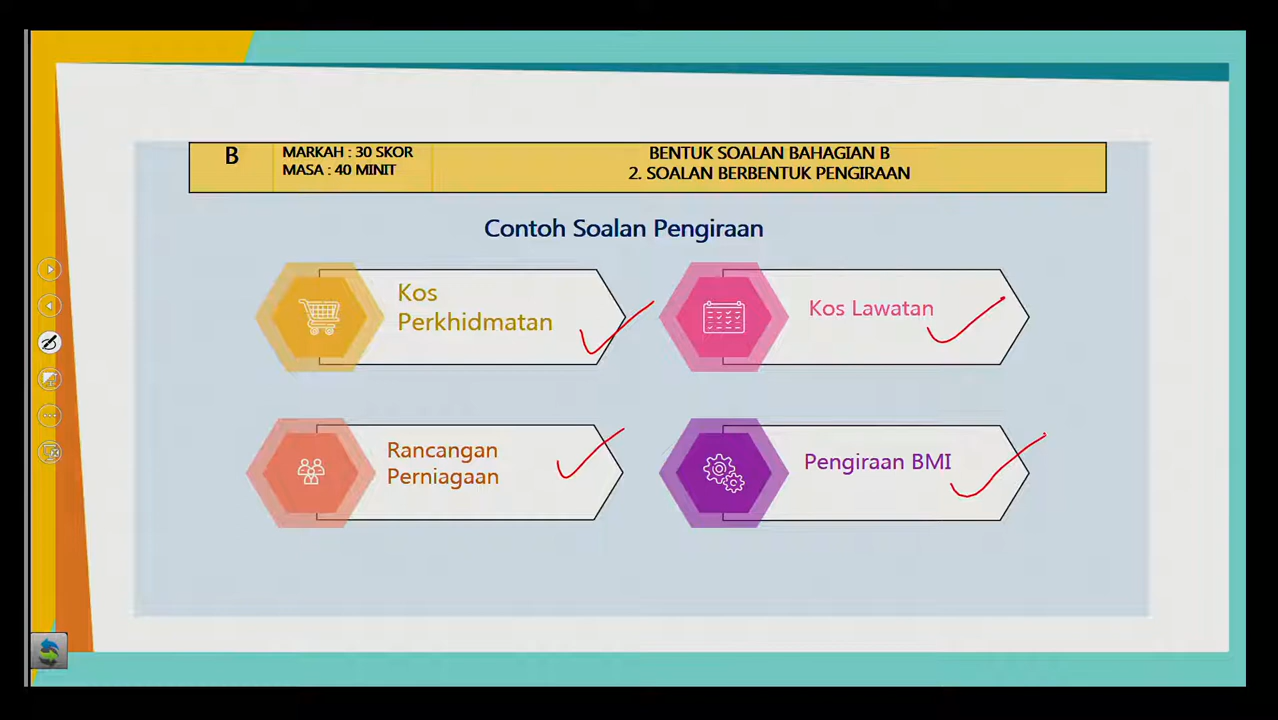 B
MARKAH : 30 SKOR
MASA : 40 MINIT
BENTUK SOALAN BAHAGIAN B
2. SOALAN BERBENTUK PENGIRAAN
Contoh Soalan Pengiraan
Kos
Perkhidmatan
Kos Lawatan
Rancangan
Perniagaan
Pengiraan BMI